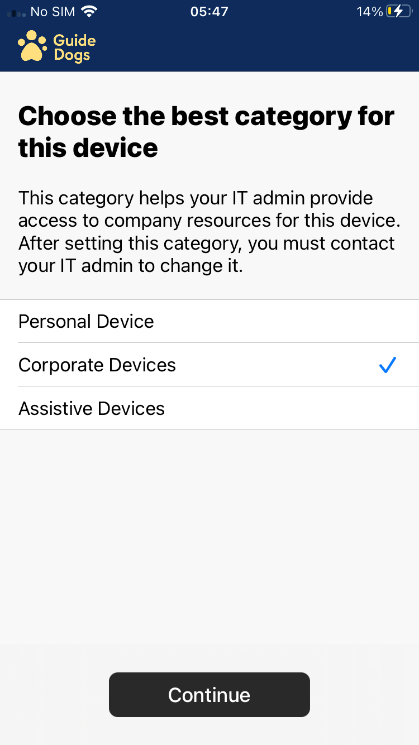 No SIM 05:47 14%
Guide
Dogs
Choose the best category for
this device
This category helps your IT admin provide
access to company resources for this device.
After setting this category, you must contact
your IT admin to change it.
Personal Device
Corporate Devices
Assistive Devices
Continue